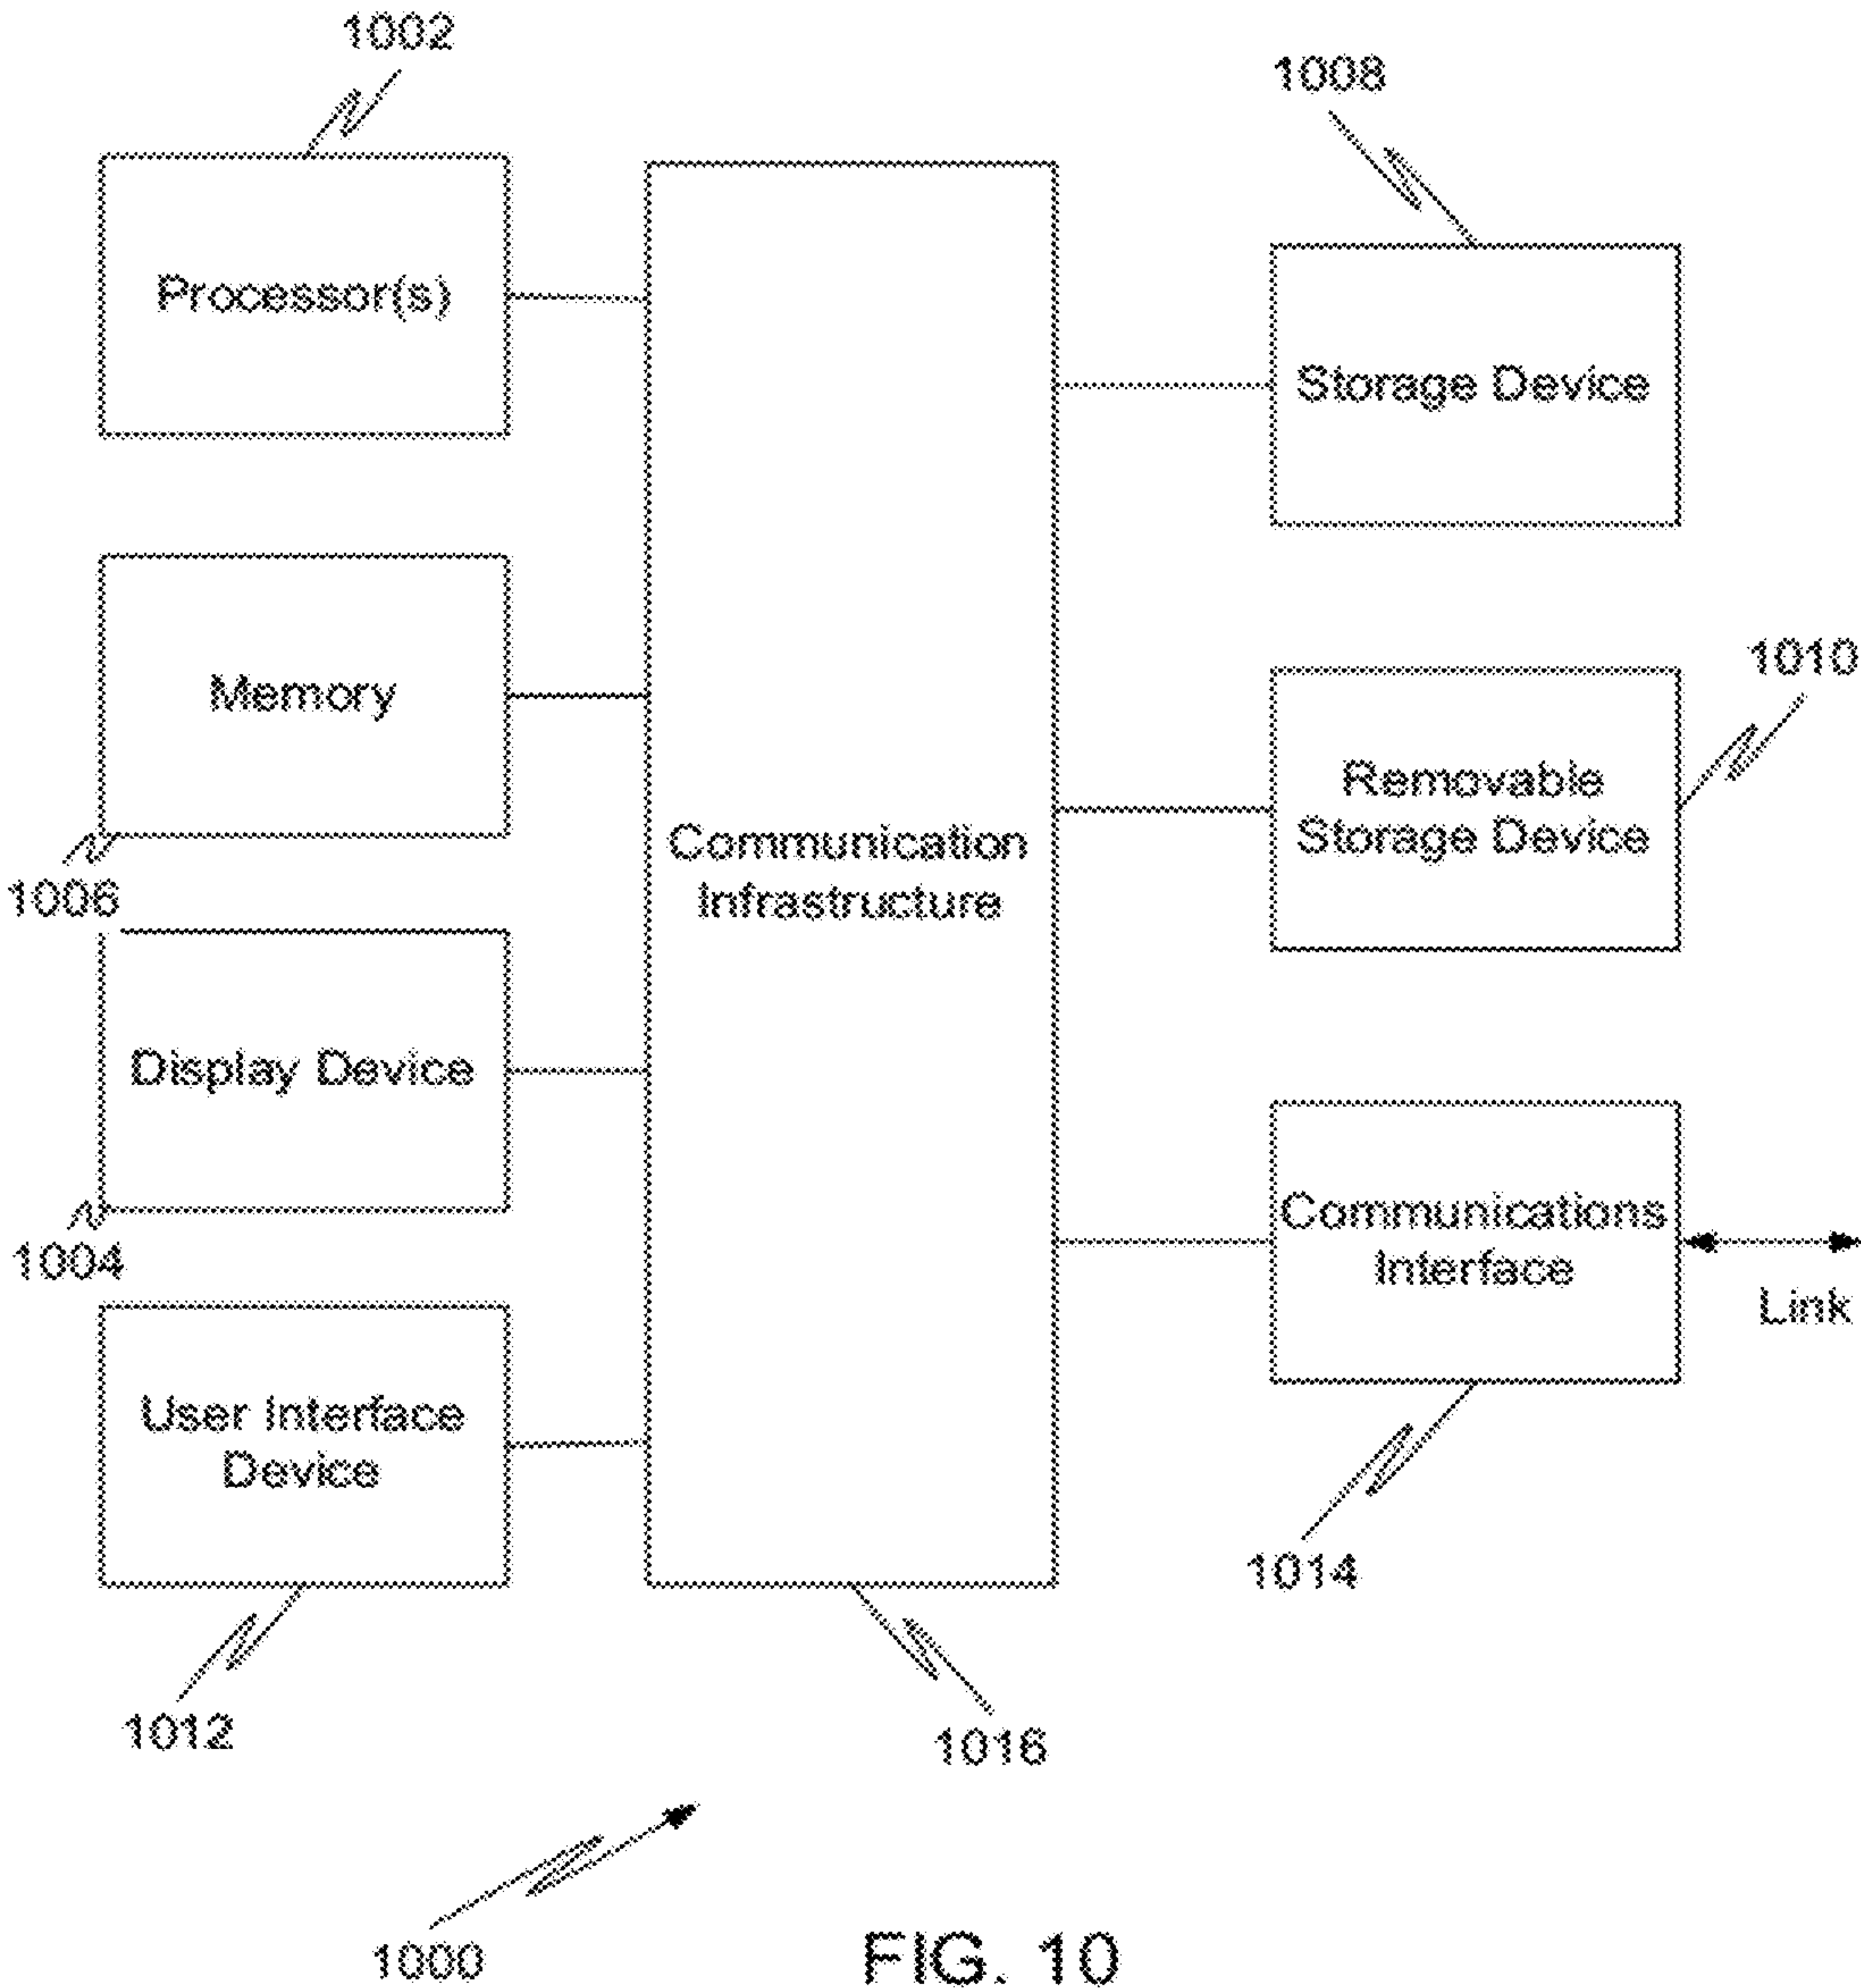 1002
1008
Processor(s)
Storage Device
1010
Memory
Removable
Storage Device
Communication
Infrastructure
1006
Display Device
Communications
Interface
Link
1004
User Interface
Device
1014
1012
1016
1000
FIG. 10